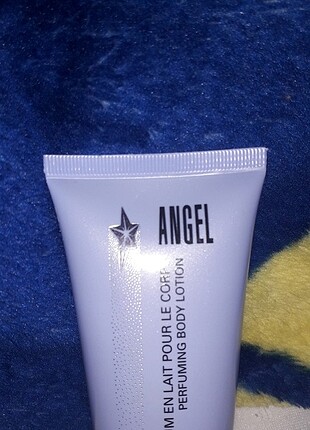 ANGEL
EN LAIT POUR LE CORP
PERFUMING BODY LOTION